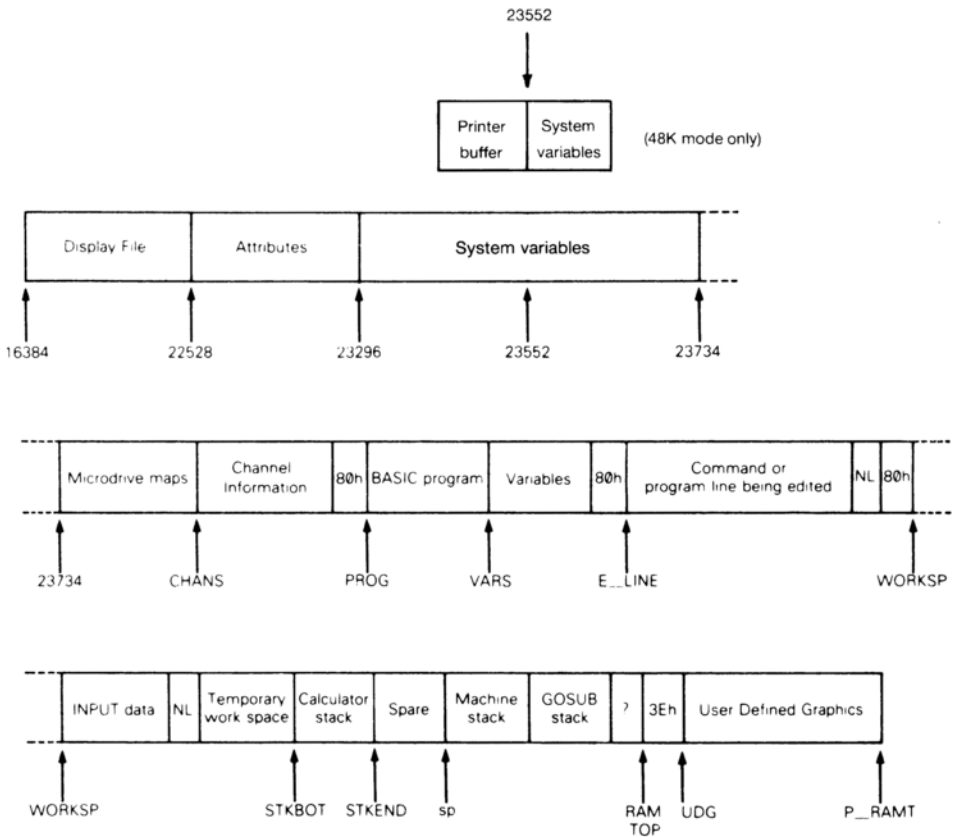 23552
Printer buffer
System variables
(48K mode only)
Display File
Attributes
System variables
16384
22528
23296
23552
23734
Microdrive maps
Channel Information
80h
BASIC program
Variables
80h
Command or program line being edited
NL
80h
23734
CHANS
PROG
VARS
E__LINE
WORKSP
INPUT data
NL
Temporary work space
Calculator stack
Spare
Machine stack
GOSUB stack
?
3Eh
User Defined Graphics
WORKSP
STKBOT
STKEND
sp
RAM TOP
UDG
P__RAMT